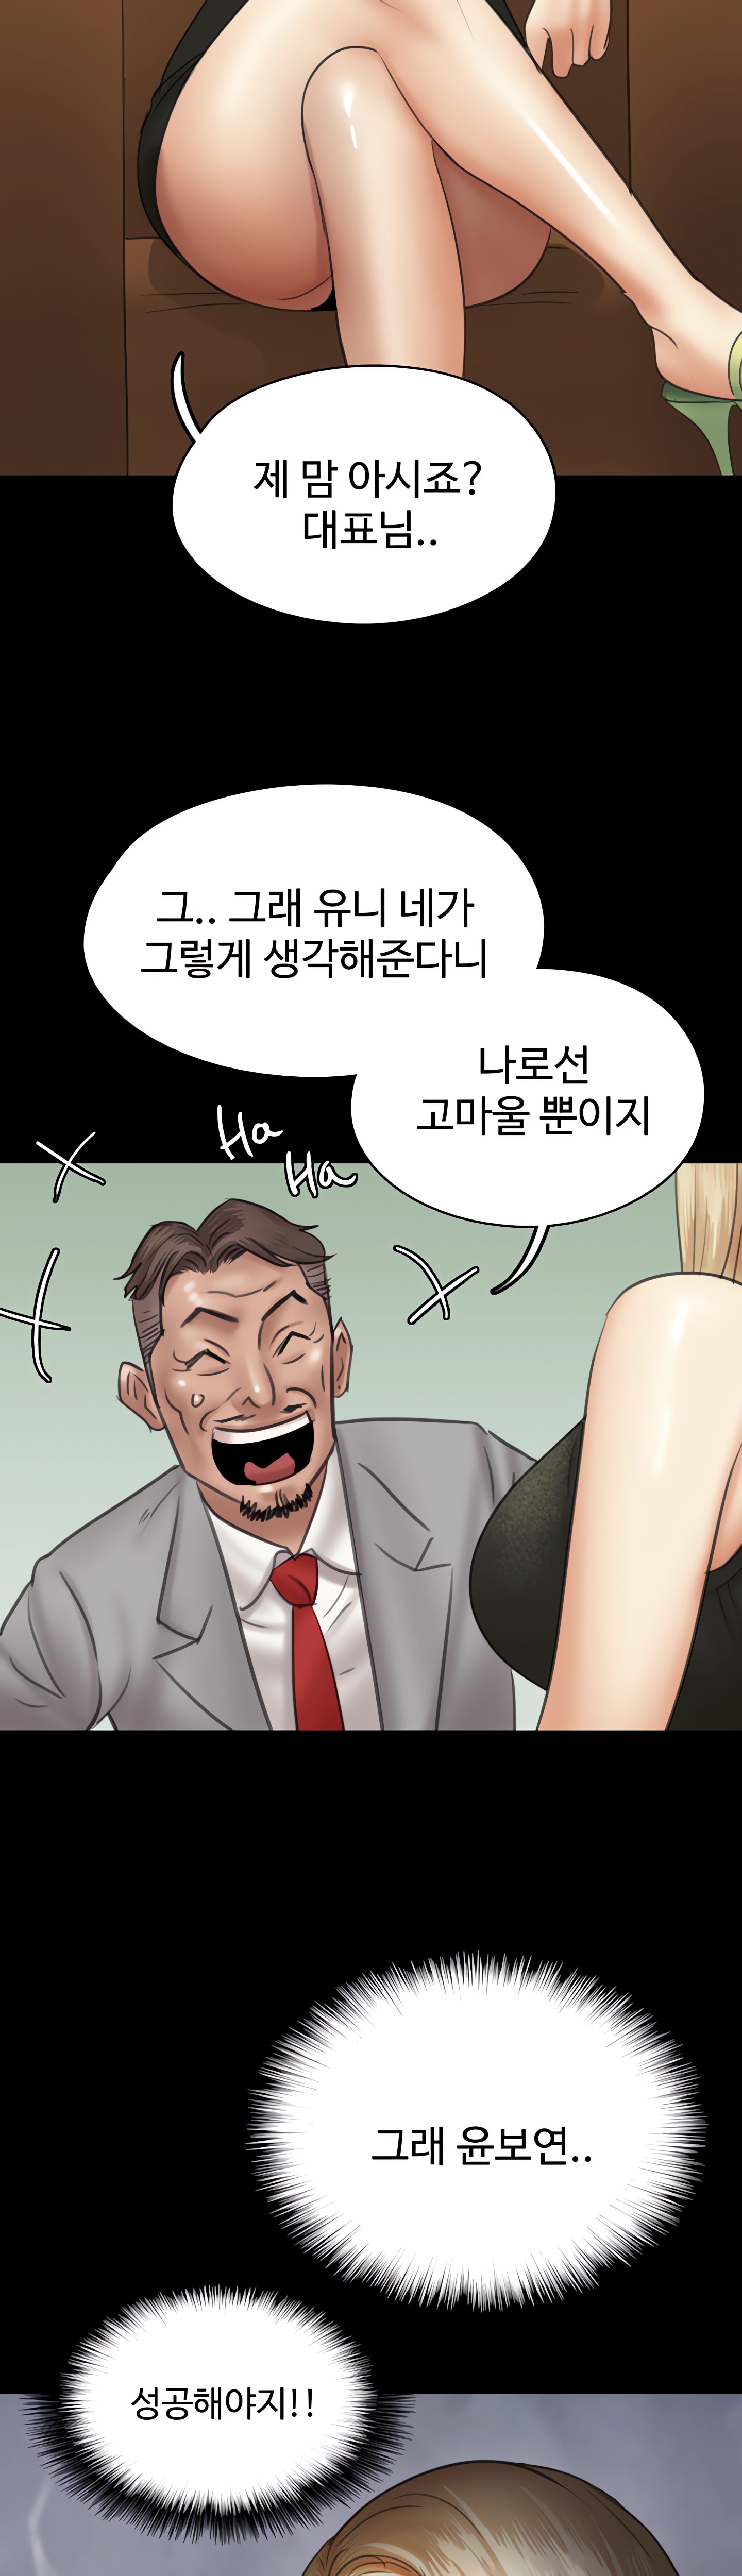 제 맘 아시죠?
대표님..
그.. 그래 유니 네가
그렇게 생각해준다니
나로선
고마울 뿐이지
Ha
Ha
그래 윤보연..
성공해야지!!